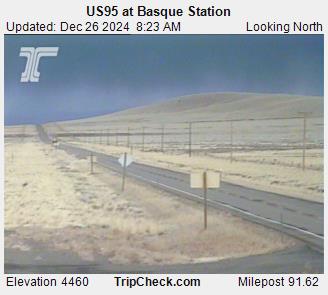 US95 at Basque Station
Updated: Dec 26 2024 8:23 AM Looking North
Elevation 4460 TripCheck.com Milepost 91.62